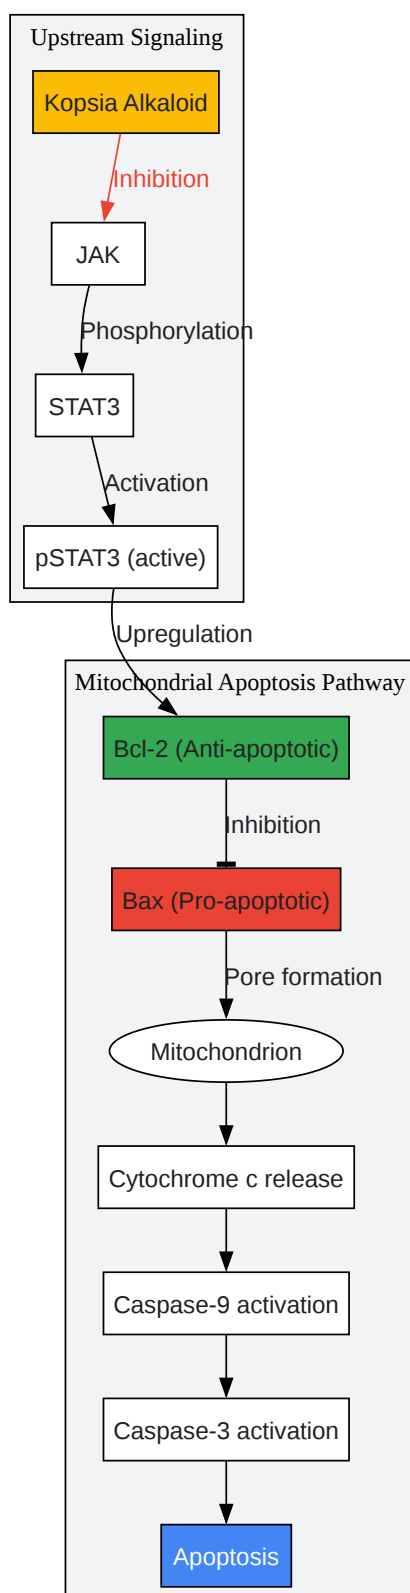 Upstream Signaling
Kopsia Alkaloid
Inhibition
JAK
Phosphorylation
STAT3
Activation
pSTAT3 (active)
Upregulation
Mitochondrial Apoptosis Pathway
Bcl-2 (Anti-apoptotic)
Inhibition
Bax (Pro-apoptotic)
Pore formation
Mitochondrion
Cytochrome c release
Caspase-9 activation
Caspase-3 activation
Apoptosis